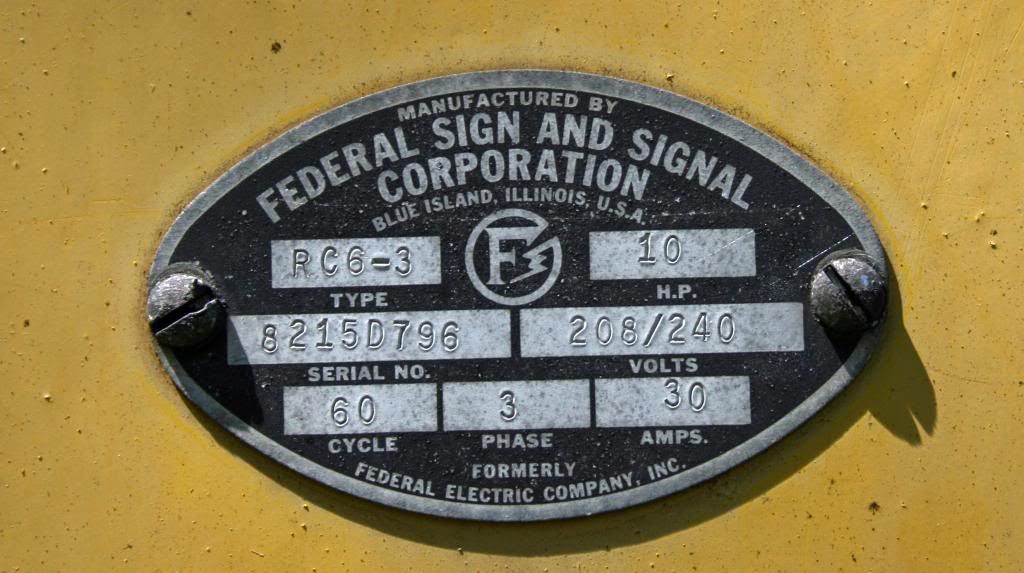 MANUFACTURED BY
FEDERAL SIGN AND SIGNAL
CORPORATION
BLUE ISLAND, ILLINOIS, U.S.A.
F
RC6-3 10
TYPE H.P.
8215D796 208/240
SERIAL NO. VOLTS
60 3 30
CYCLE PHASE AMPS.
FORMERLY
FEDERAL ELECTRIC COMPANY, INC.